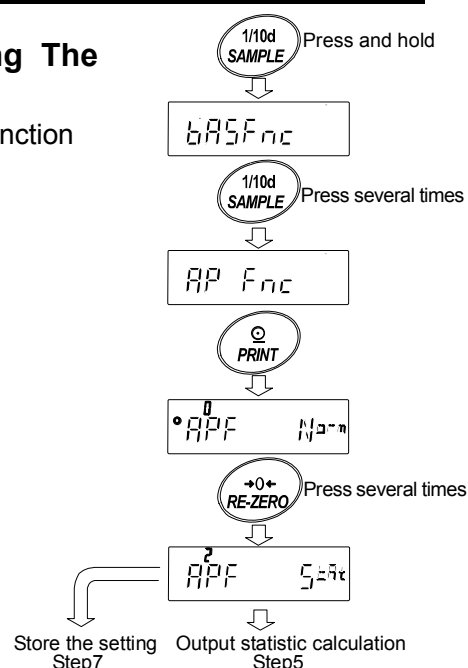 ng The
1/10d
SAMPLE
Press and hold
nction
bASFnc
1/10d
SAMPLE
Press several times
AP Fnc
PRINT
0
APF Norm
→0←
RE-ZERO
Press several times
2
APF Stat
Store the setting
Step7
Output statistic calculation
Step5